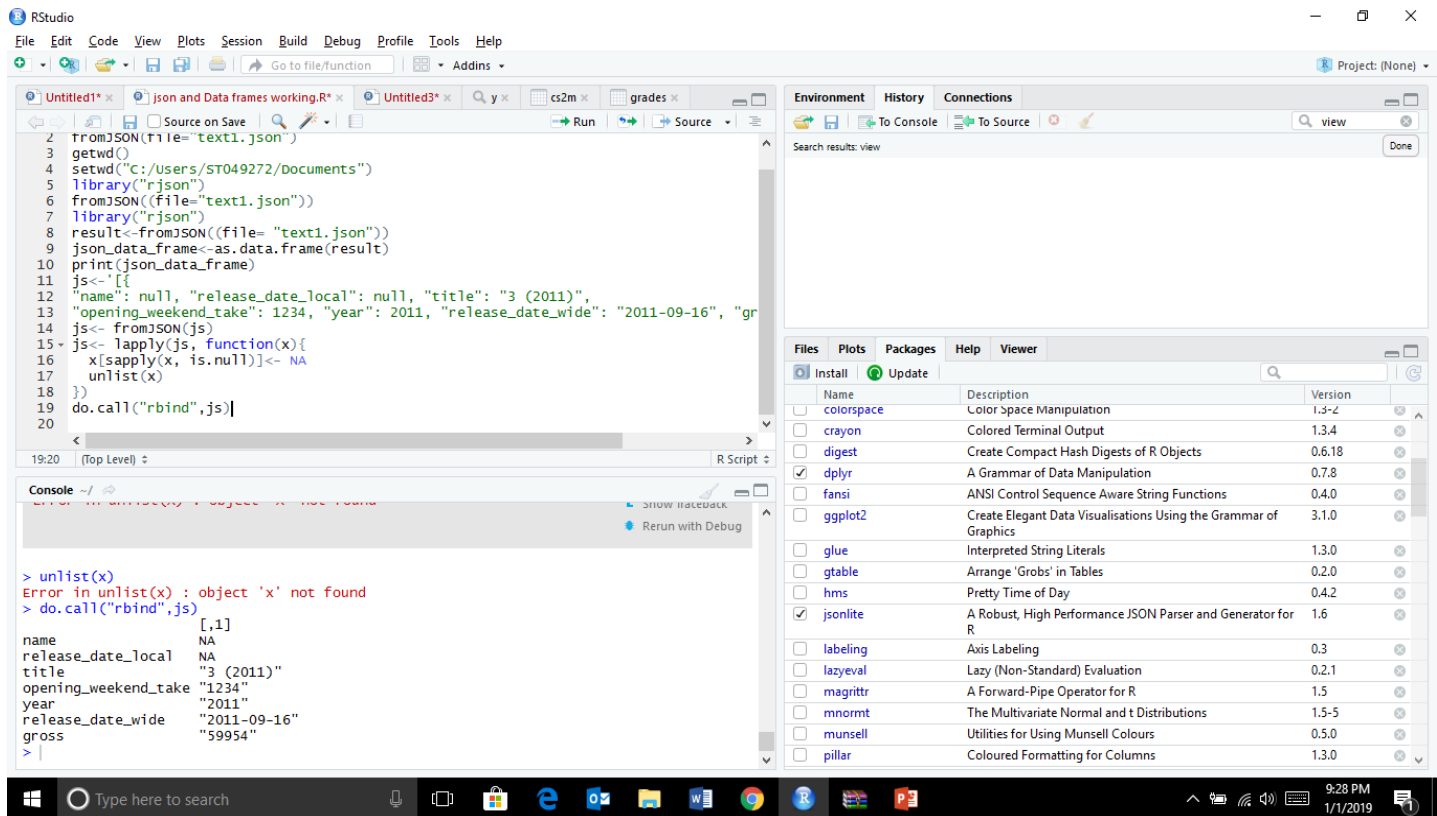 RStudio
File Edit Code View Plots Session Build Debug Profile Tools Help
Go to file/function Addins Project: (None)
Untitled1* json and Data frames working.R* Untitled3* y cs2m grades
Source on Save Run Source
2 fromJSON(file="text1.json")
3 getwd()
4 setwd("C:/Users/ST049272/Documents")
5 library("rjson")
6 fromJSON((file="text1.json"))
7 library("rjson")
8 result<-fromJSON((file= "text1.json"))
9 json_data_frame<-as.data.frame(result)
10 print(json_data_frame)
11 js<-'[{
12 "name": null, "release_date_local": null, "title": "3 (2011)",
13 "opening_weekend_take": 1234, "year": 2011, "release_date_wide": "2011-09-16", "gr
14 js<- fromJSON(js)
15 js<- lapply(js, function(x){
16 x[sapply(x, is.null)]<- NA
17 unlist(x)
18 })
19 do.call("rbind",js)
20
19:20 (Top Level) R Script
Console ~/
Error in unlist(x) : object 'x' not found
Show Traceback
Rerun with Debug
> unlist(x)
Error in unlist(x) : object 'x' not found
> do.call("rbind",js)
[,1]
name NA
release_date_local NA
title "3 (2011)"
opening_weekend_take "1234"
year "2011"
release_date_wide "2011-09-16"
gross "59954"
>
Environment History Connections
To Console To Source view
Search results: view Done
Files Plots Packages Help Viewer
Install Update
Name Description Version
colorspace Color Space Manipulation 1.3-2
crayon Colored Terminal Output 1.3.4
digest Create Compact Hash Digests of R Objects 0.6.18
dplyr A Grammar of Data Manipulation 0.7.8
fansi ANSI Control Sequence Aware String Functions 0.4.0
ggplot2 Create Elegant Data Visualisations Using the Grammar of 3.1.0
Graphics
glue Interpreted String Literals 1.3.0
gtable Arrange 'Grobs' in Tables 0.2.0
hms Pretty Time of Day 0.4.2
jsonlite A Robust, High Performance JSON Parser and Generator for 1.6
R
labeling Axis Labeling 0.3
lazyeval Lazy (Non-Standard) Evaluation 0.2.1
magrittr A Forward-Pipe Operator for R 1.5
mnormt The Multivariate Normal and t Distributions 1.5-5
munsell Utilities for Using Munsell Colours 0.5.0
pillar Coloured Formatting for Columns 1.3.0
Type here to search
9:28 PM
1/1/2019